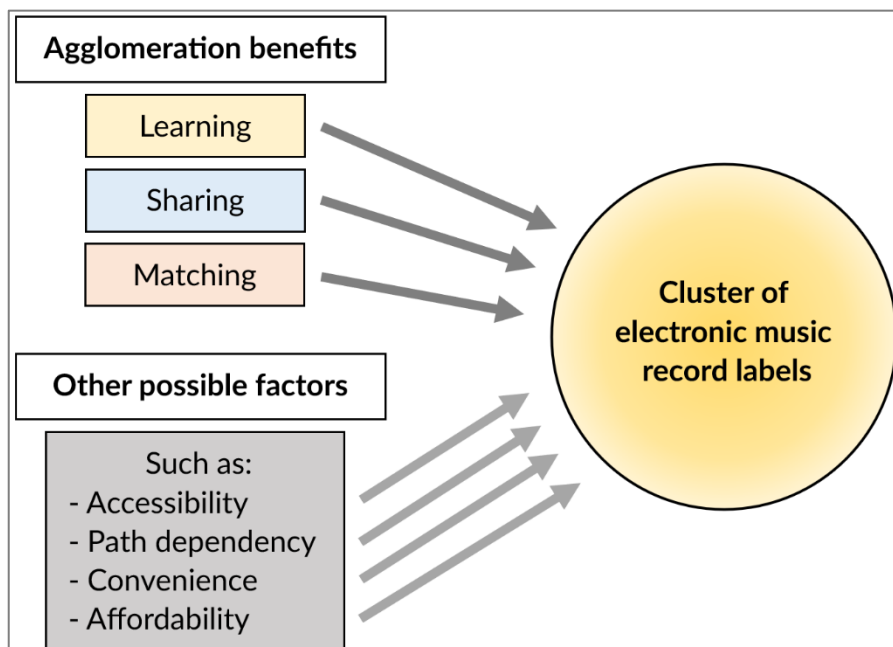 Agglomeration benefits
Learning
Sharing
Matching
Other possible factors
Such as:
- Accessibility
- Path dependency
- Convenience
- Affordability
Cluster of
electronic music
record labels